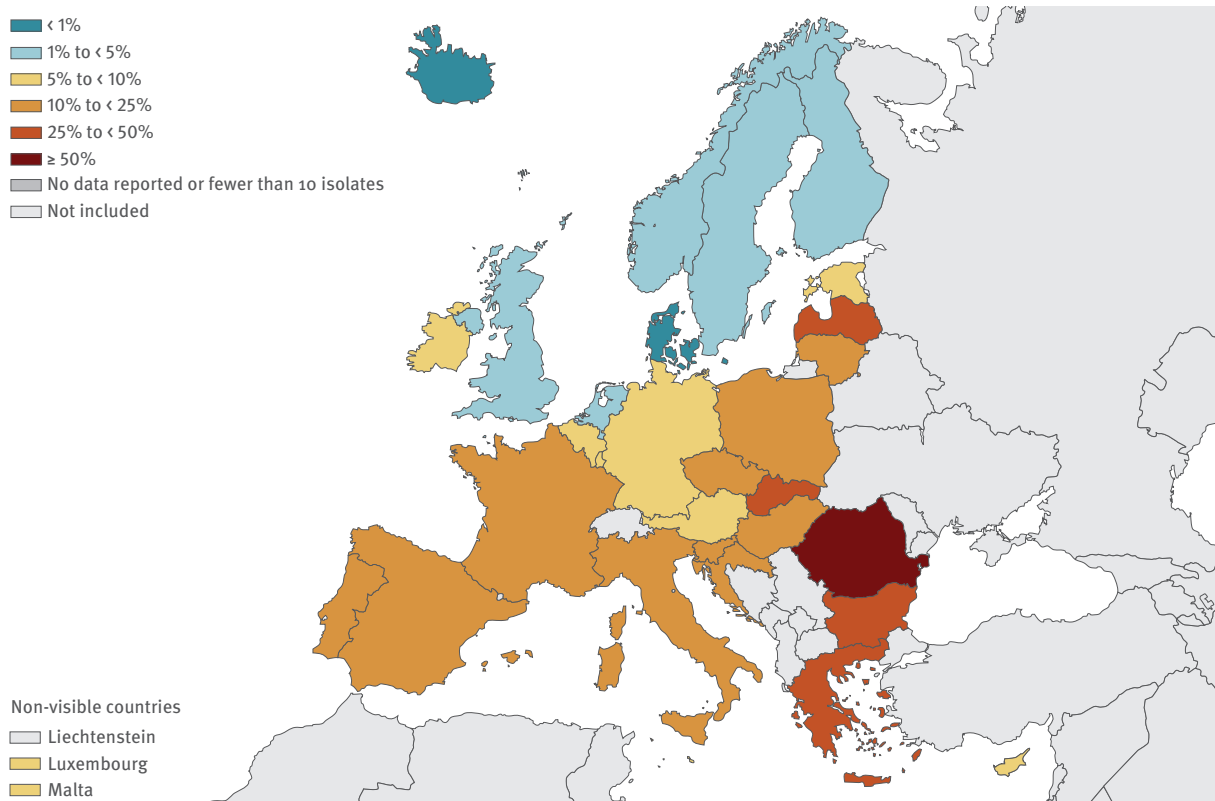 < 1%
1% to < 5%
5% to < 10%
10% to < 25%
25% to < 50%
≥ 50%
No data reported or fewer than 10 isolates
Not included
Non-visible countries
Liechtenstein
Luxembourg
Malta